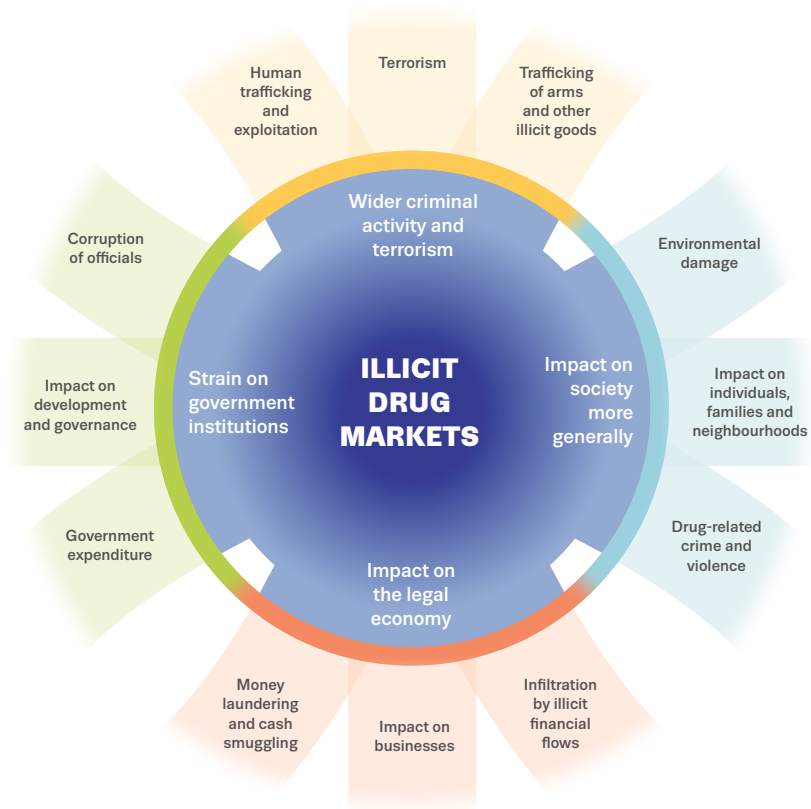 Terrorism
Human
trafficking
and
exploitation
Trafficking
of arms
and other
illicit goods
Wider criminal
activity and
terrorism
Corruption
of officials
Environmental
damage
ILLICIT
DRUG
MARKETS
Strain on
government
institutions
Impact on
society
more
generally
Impact on
development
and governance
Impact on
individuals,
families and
neighbourhoods
Government
expenditure
Drug-related
crime and
violence
Impact on
the legal
economy
Money
laundering
and cash
smuggling
Impact on
businesses
Infiltration
by illicit
financial
flows